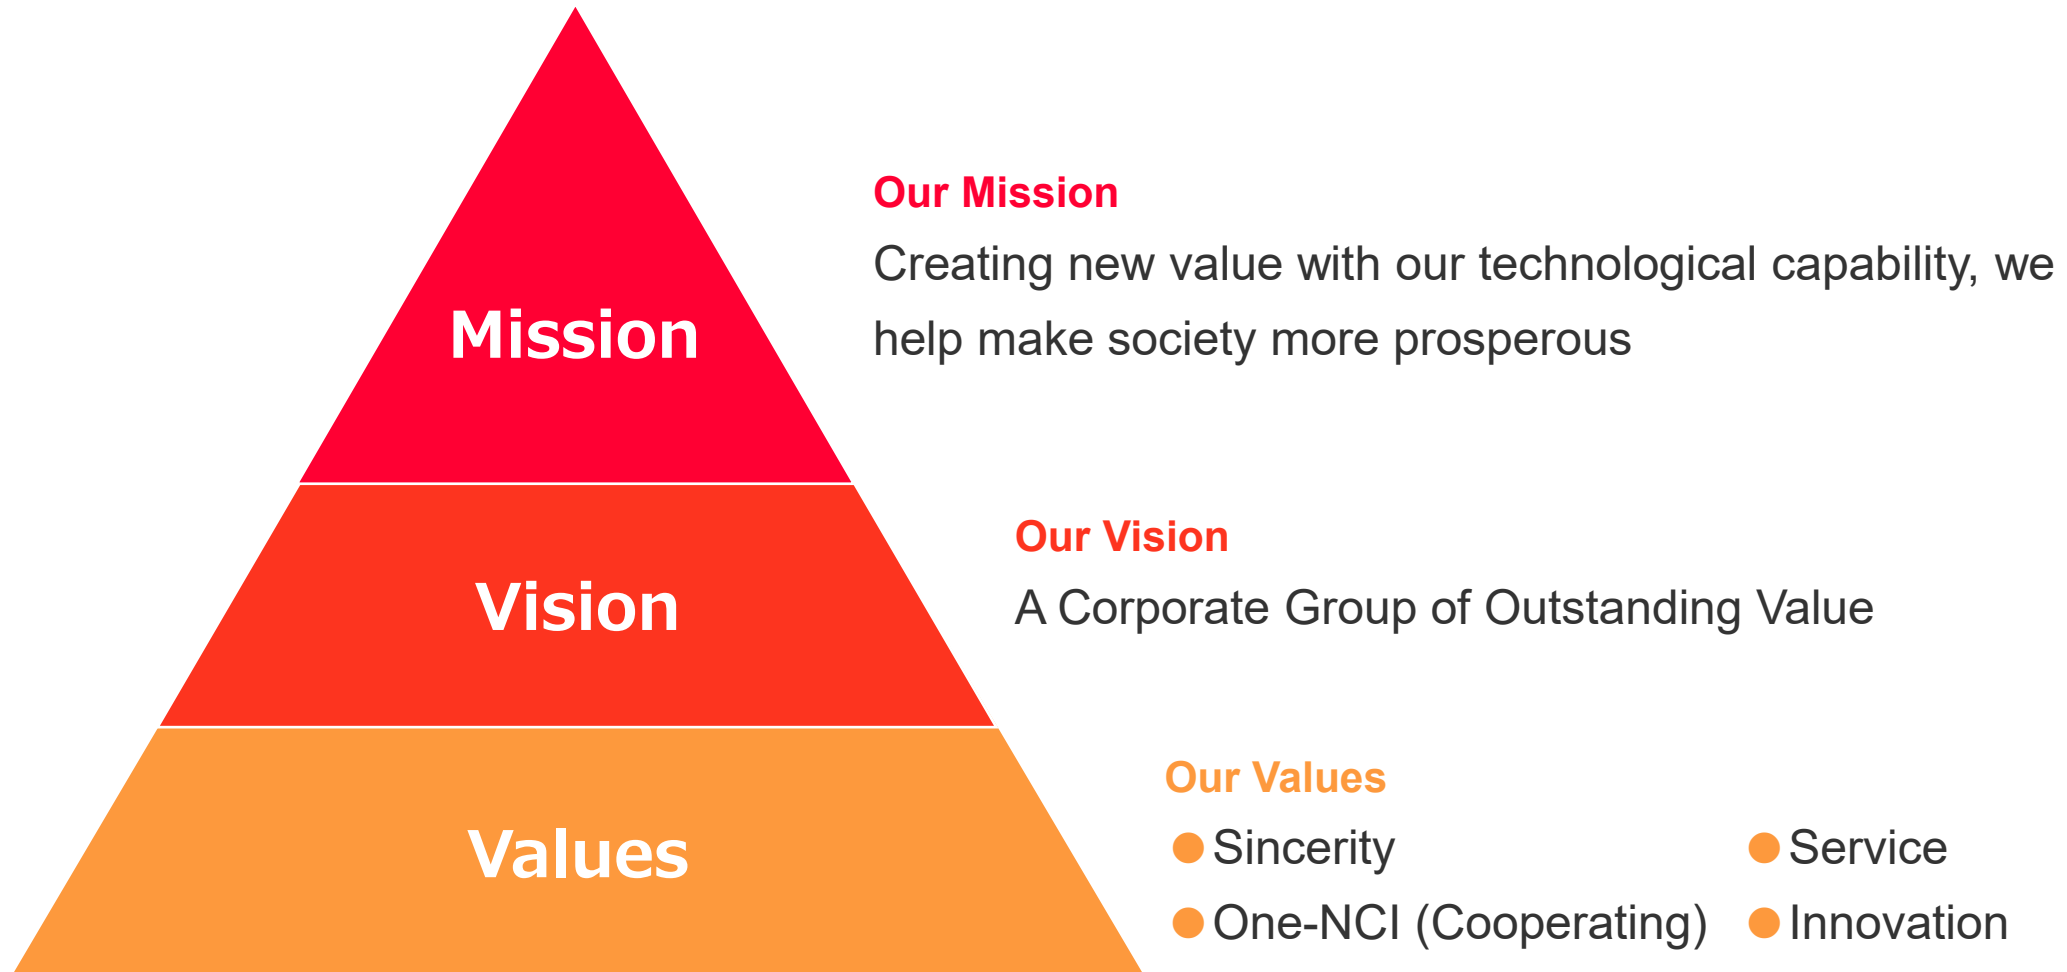 Mission
Our Mission
Creating new value with our technological capability, we
help make society more prosperous
Vision
Our Vision
A Corporate Group of Outstanding Value
Values
Our Values
● Sincerity ● Service
● One-NCI (Cooperating) ● Innovation